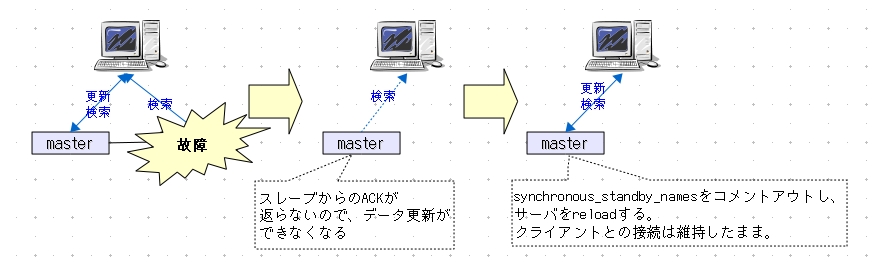 更新
検索
検索
master
故障
検索
master
スレーブからのACKが
返らないので、データ更新が
できなくなる
更新
検索
master
synchronous_standby_namesをコメントアウトし、
サーバをreloadする。
クライアントとの接続は維持したまま。